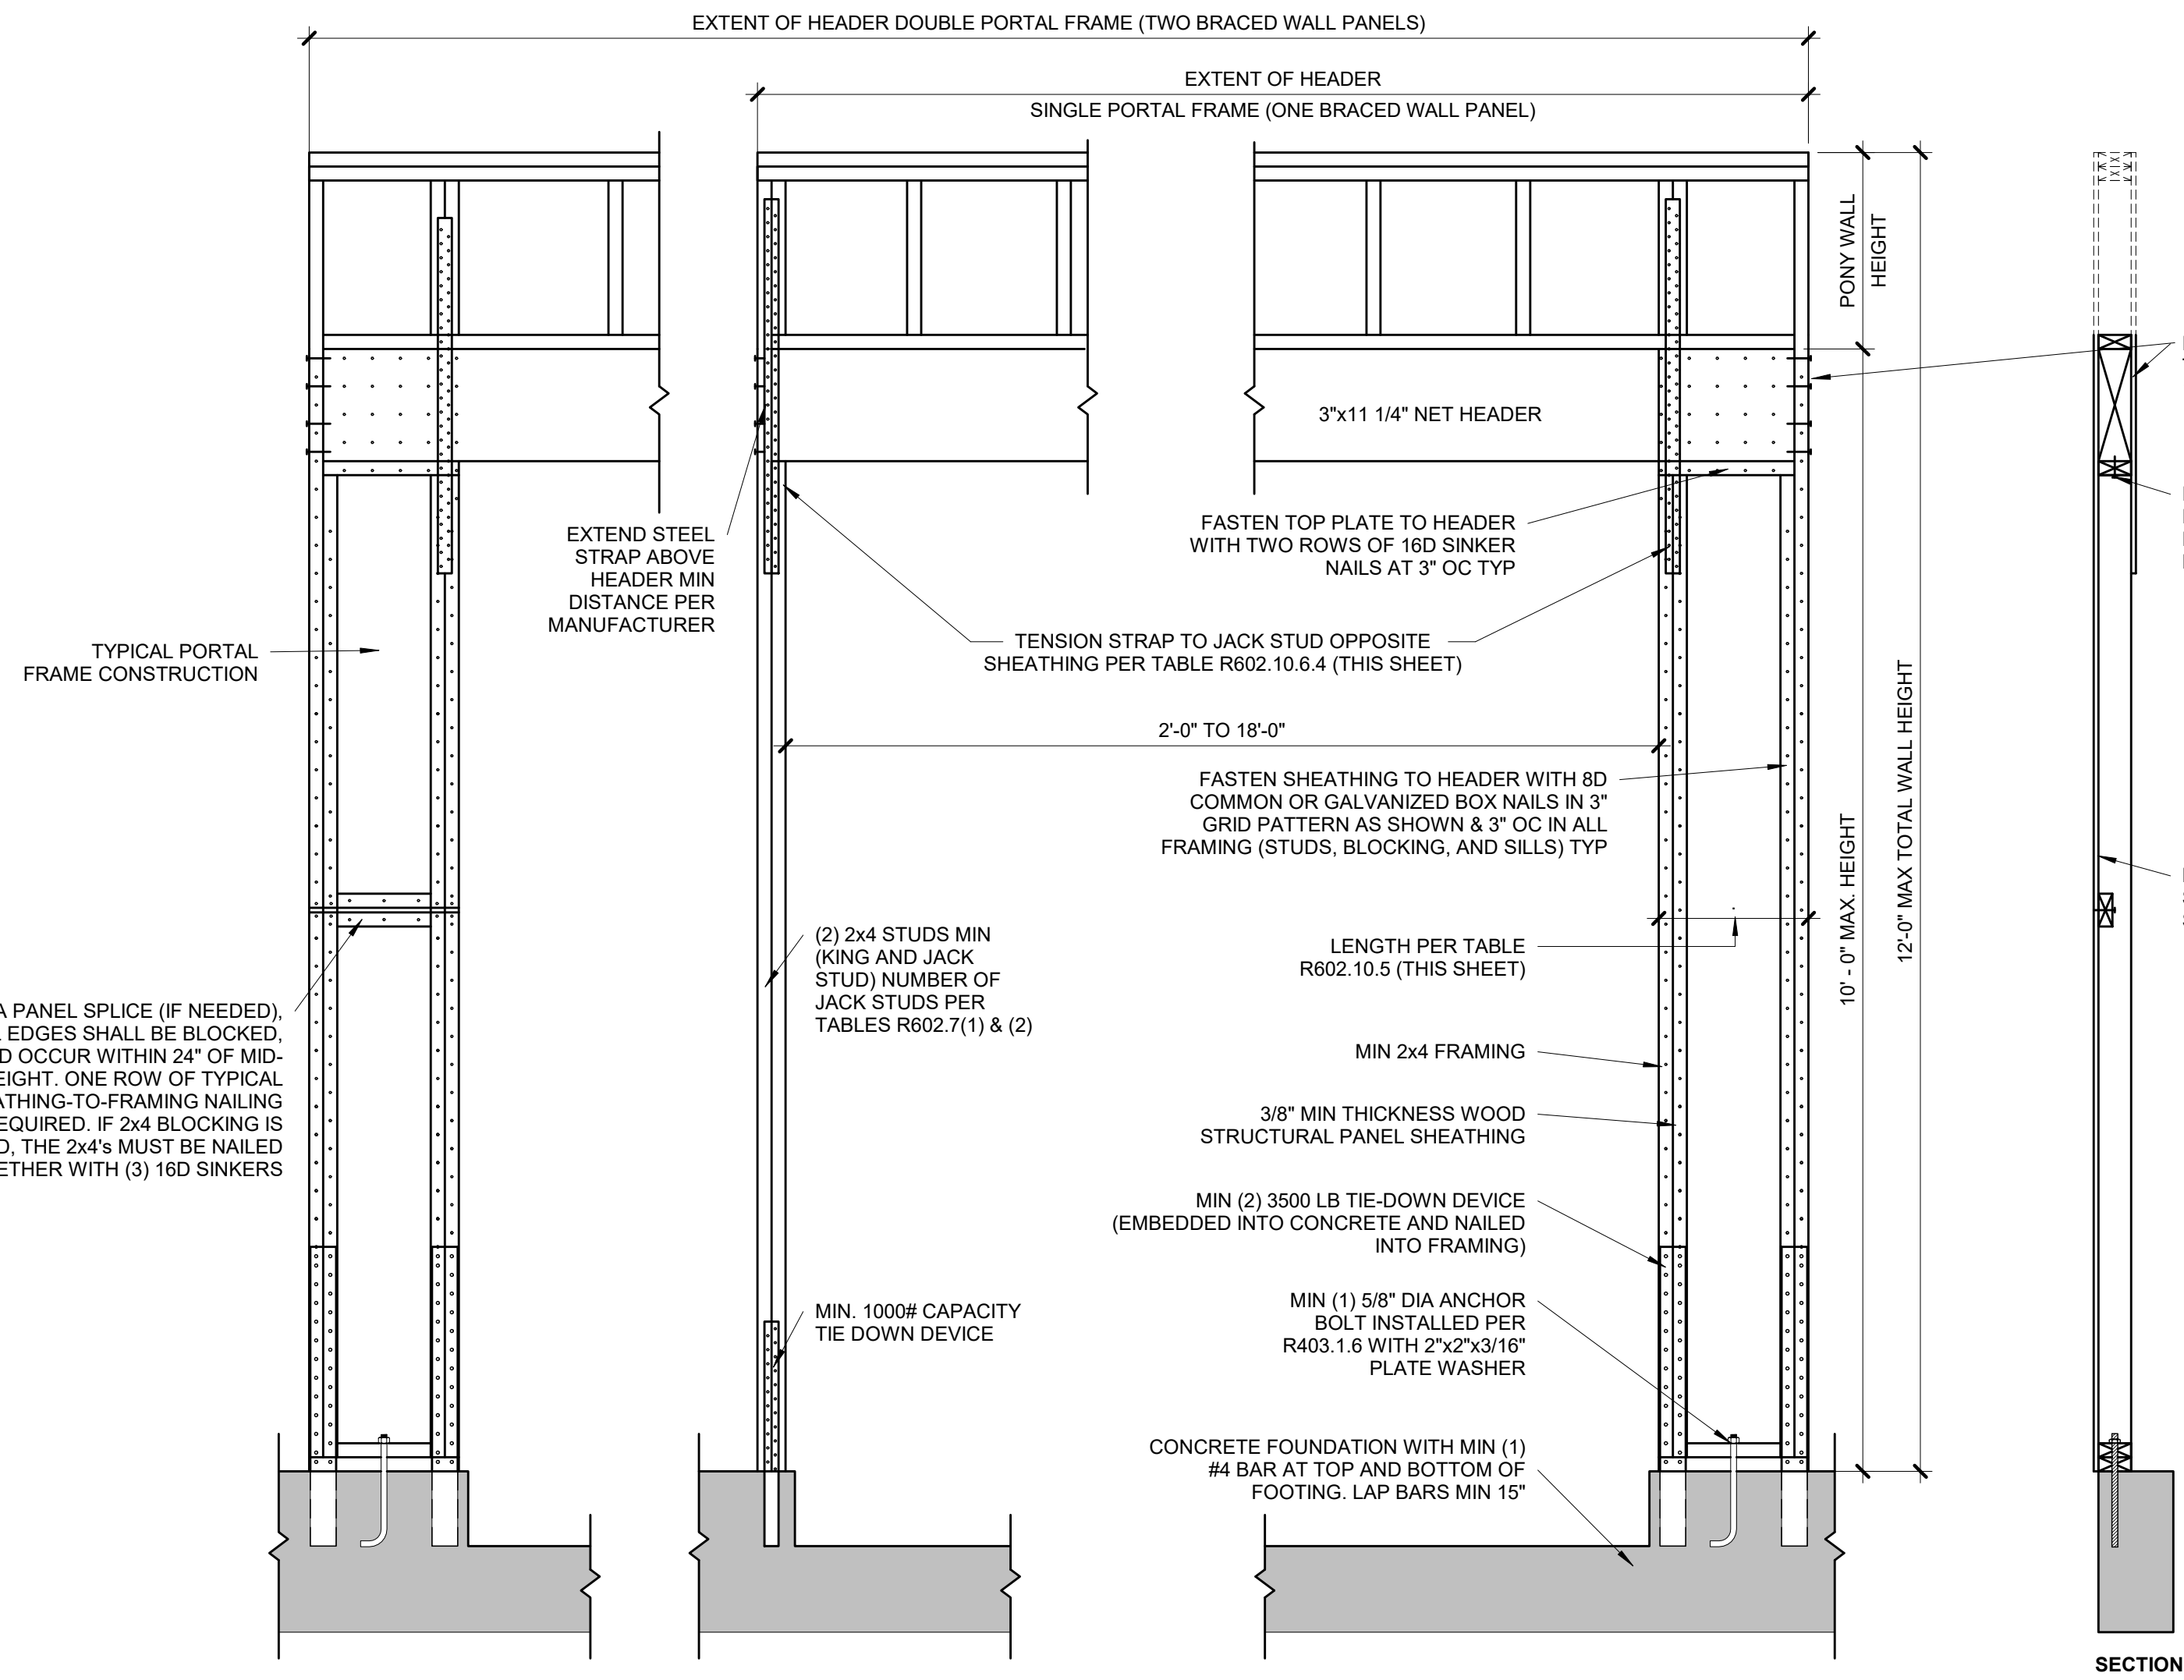 EXTENT OF HEADER DOUBLE PORTAL FRAME (TWO BRACED WALL PANELS)
EXTENT OF HEADER
SINGLE PORTAL FRAME (ONE BRACED WALL PANEL)
PONY WALL
HEIGHT
3"x11 1/4" NET HEADER
EXTEND STEEL
STRAP ABOVE
HEADER MIN
DISTANCE PER
MANUFACTURER
FASTEN TOP PLATE TO HEADER
WITH TWO ROWS OF 16D SINKER
NAILS AT 3" OC TYP
TYPICAL PORTAL
FRAME CONSTRUCTION
TENSION STRAP TO JACK STUD OPPOSITE
SHEATHING PER TABLE R602.10.6.4 (THIS SHEET)
2'-0" TO 18'-0"
FASTEN SHEATHING TO HEADER WITH 8D
COMMON OR GALVANIZED BOX NAILS IN 3"
GRID PATTERN AS SHOWN & 3" OC IN ALL
FRAMING (STUDS, BLOCKING, AND SILLS) TYP
10' - 0" MAX. HEIGHT
12'-0" MAX TOTAL WALL HEIGHT
(2) 2x4 STUDS MIN
(KING AND JACK
STUD) NUMBER OF
JACK STUDS PER
TABLES R602.7(1) & (2)
LENGTH PER TABLE
R602.10.5 (THIS SHEET)
A PANEL SPLICE (IF NEEDED),
EDGES SHALL BE BLOCKED,
OCCUR WITHIN 24" OF MID-
EIGHT. ONE ROW OF TYPICAL
ATHING-TO-FRAMING NAILING
EQUIRED. IF 2x4 BLOCKING IS
D, THE 2x4's MUST BE NAILED
ETHER WITH (3) 16D SINKERS
MIN 2x4 FRAMING
3/8" MIN THICKNESS WOOD
STRUCTURAL PANEL SHEATHING
MIN (2) 3500 LB TIE-DOWN DEVICE
(EMBEDDED INTO CONCRETE AND NAILED
INTO FRAMING)
MIN. 1000# CAPACITY
TIE DOWN DEVICE
MIN (1) 5/8" DIA ANCHOR
BOLT INSTALLED PER
R403.1.6 WITH 2"x2"x3/16"
PLATE WASHER
CONCRETE FOUNDATION WITH MIN (1)
#4 BAR AT TOP AND BOTTOM OF
FOOTING. LAP BARS MIN 15"
SECTION